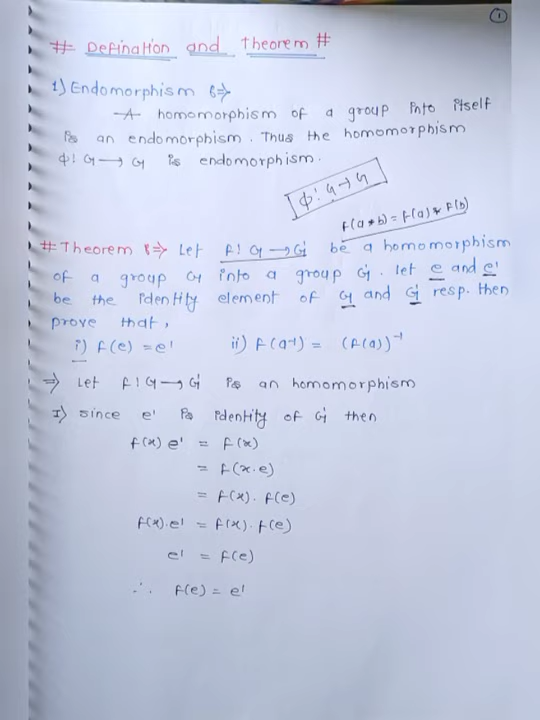 1
# Defination and theorem #
1) Endomorphism :⇒
A homomorphism of a group into itself
is an endomorphism. Thus the homomorphism
ϕ: G → G is endomorphism.
ϕ: G → G
f(a * b) = f(a) * f(b)
# Theorem :⇒ Let f: G → G' be a homomorphism
of a group G into a group G'. let e and e'
be the identity element of G and G' resp. then
prove that,
i) f(e) = e' ii) f(a⁻¹) = (f(a))⁻¹
⇒ Let f: G → G' is an homomorphism
I) since e' is identity of G' then
f(x) e' = f(x)
= f(x.e)
= f(x). f(e)
f(x).e' = f(x). f(e)
e' = f(e)
∴ f(e) = e'